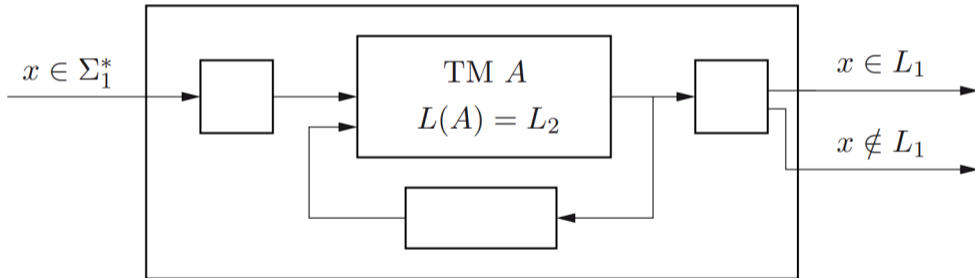 x ∈ Σ₁*
TM A
L(A) = L₂
x ∈ L₁
x ∉ L₁